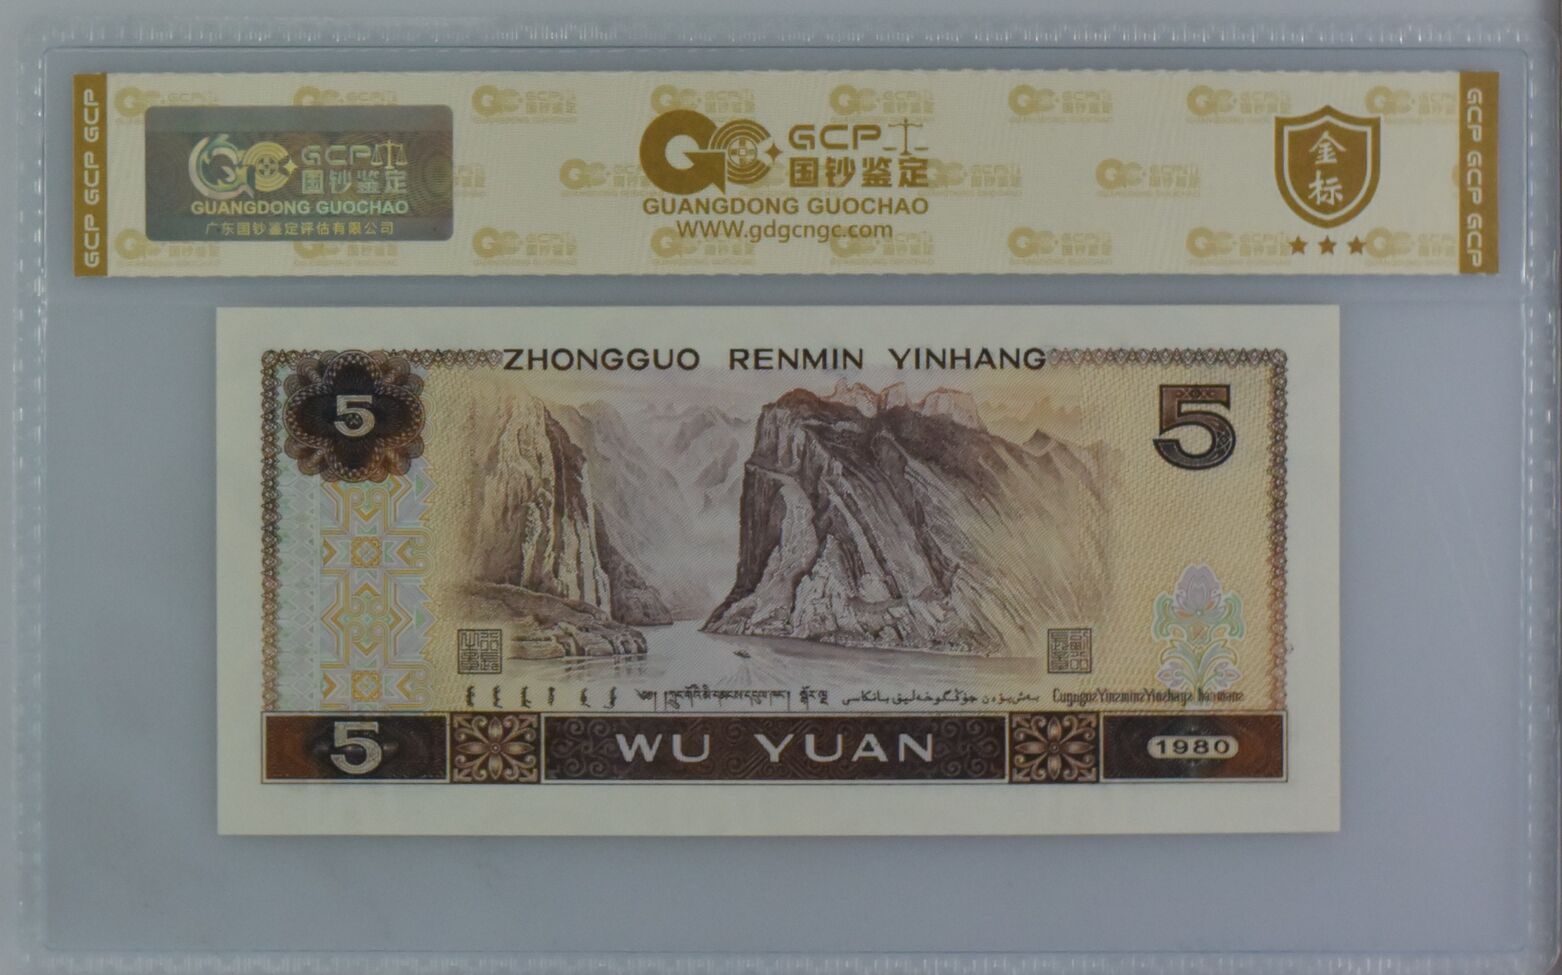 GCP GCP GCP
GCP
国钞鉴定
GUANGDONG GUOCHAO
广东国钞鉴定评估有限公司
GCP
国钞鉴定
GUANGDONG GUOCHAO
WWW.gdgcngc.com
金标
GCP GCP GCP
ZHONGGUO RENMIN YINHANG
5
5
5
WU YUAN
1980